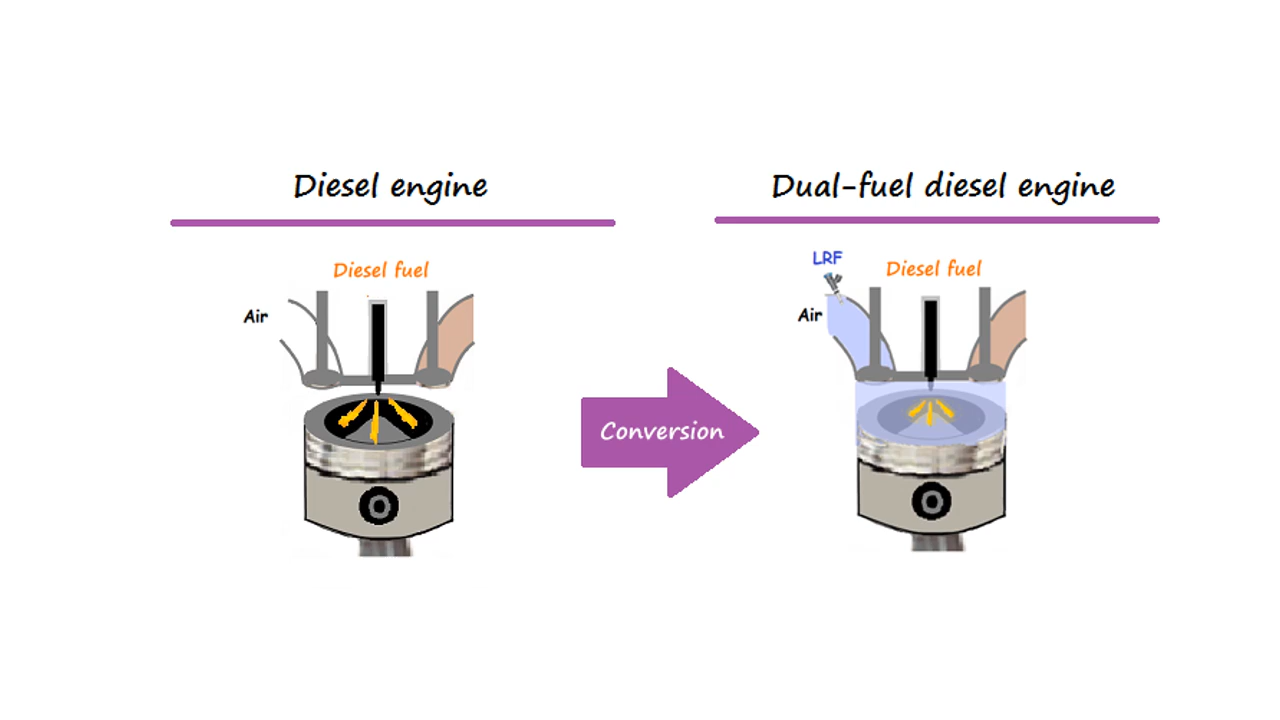 Diesel engine
Dual-fuel diesel engine
Diesel fuel
Air
Conversion
LRF
Diesel fuel
Air